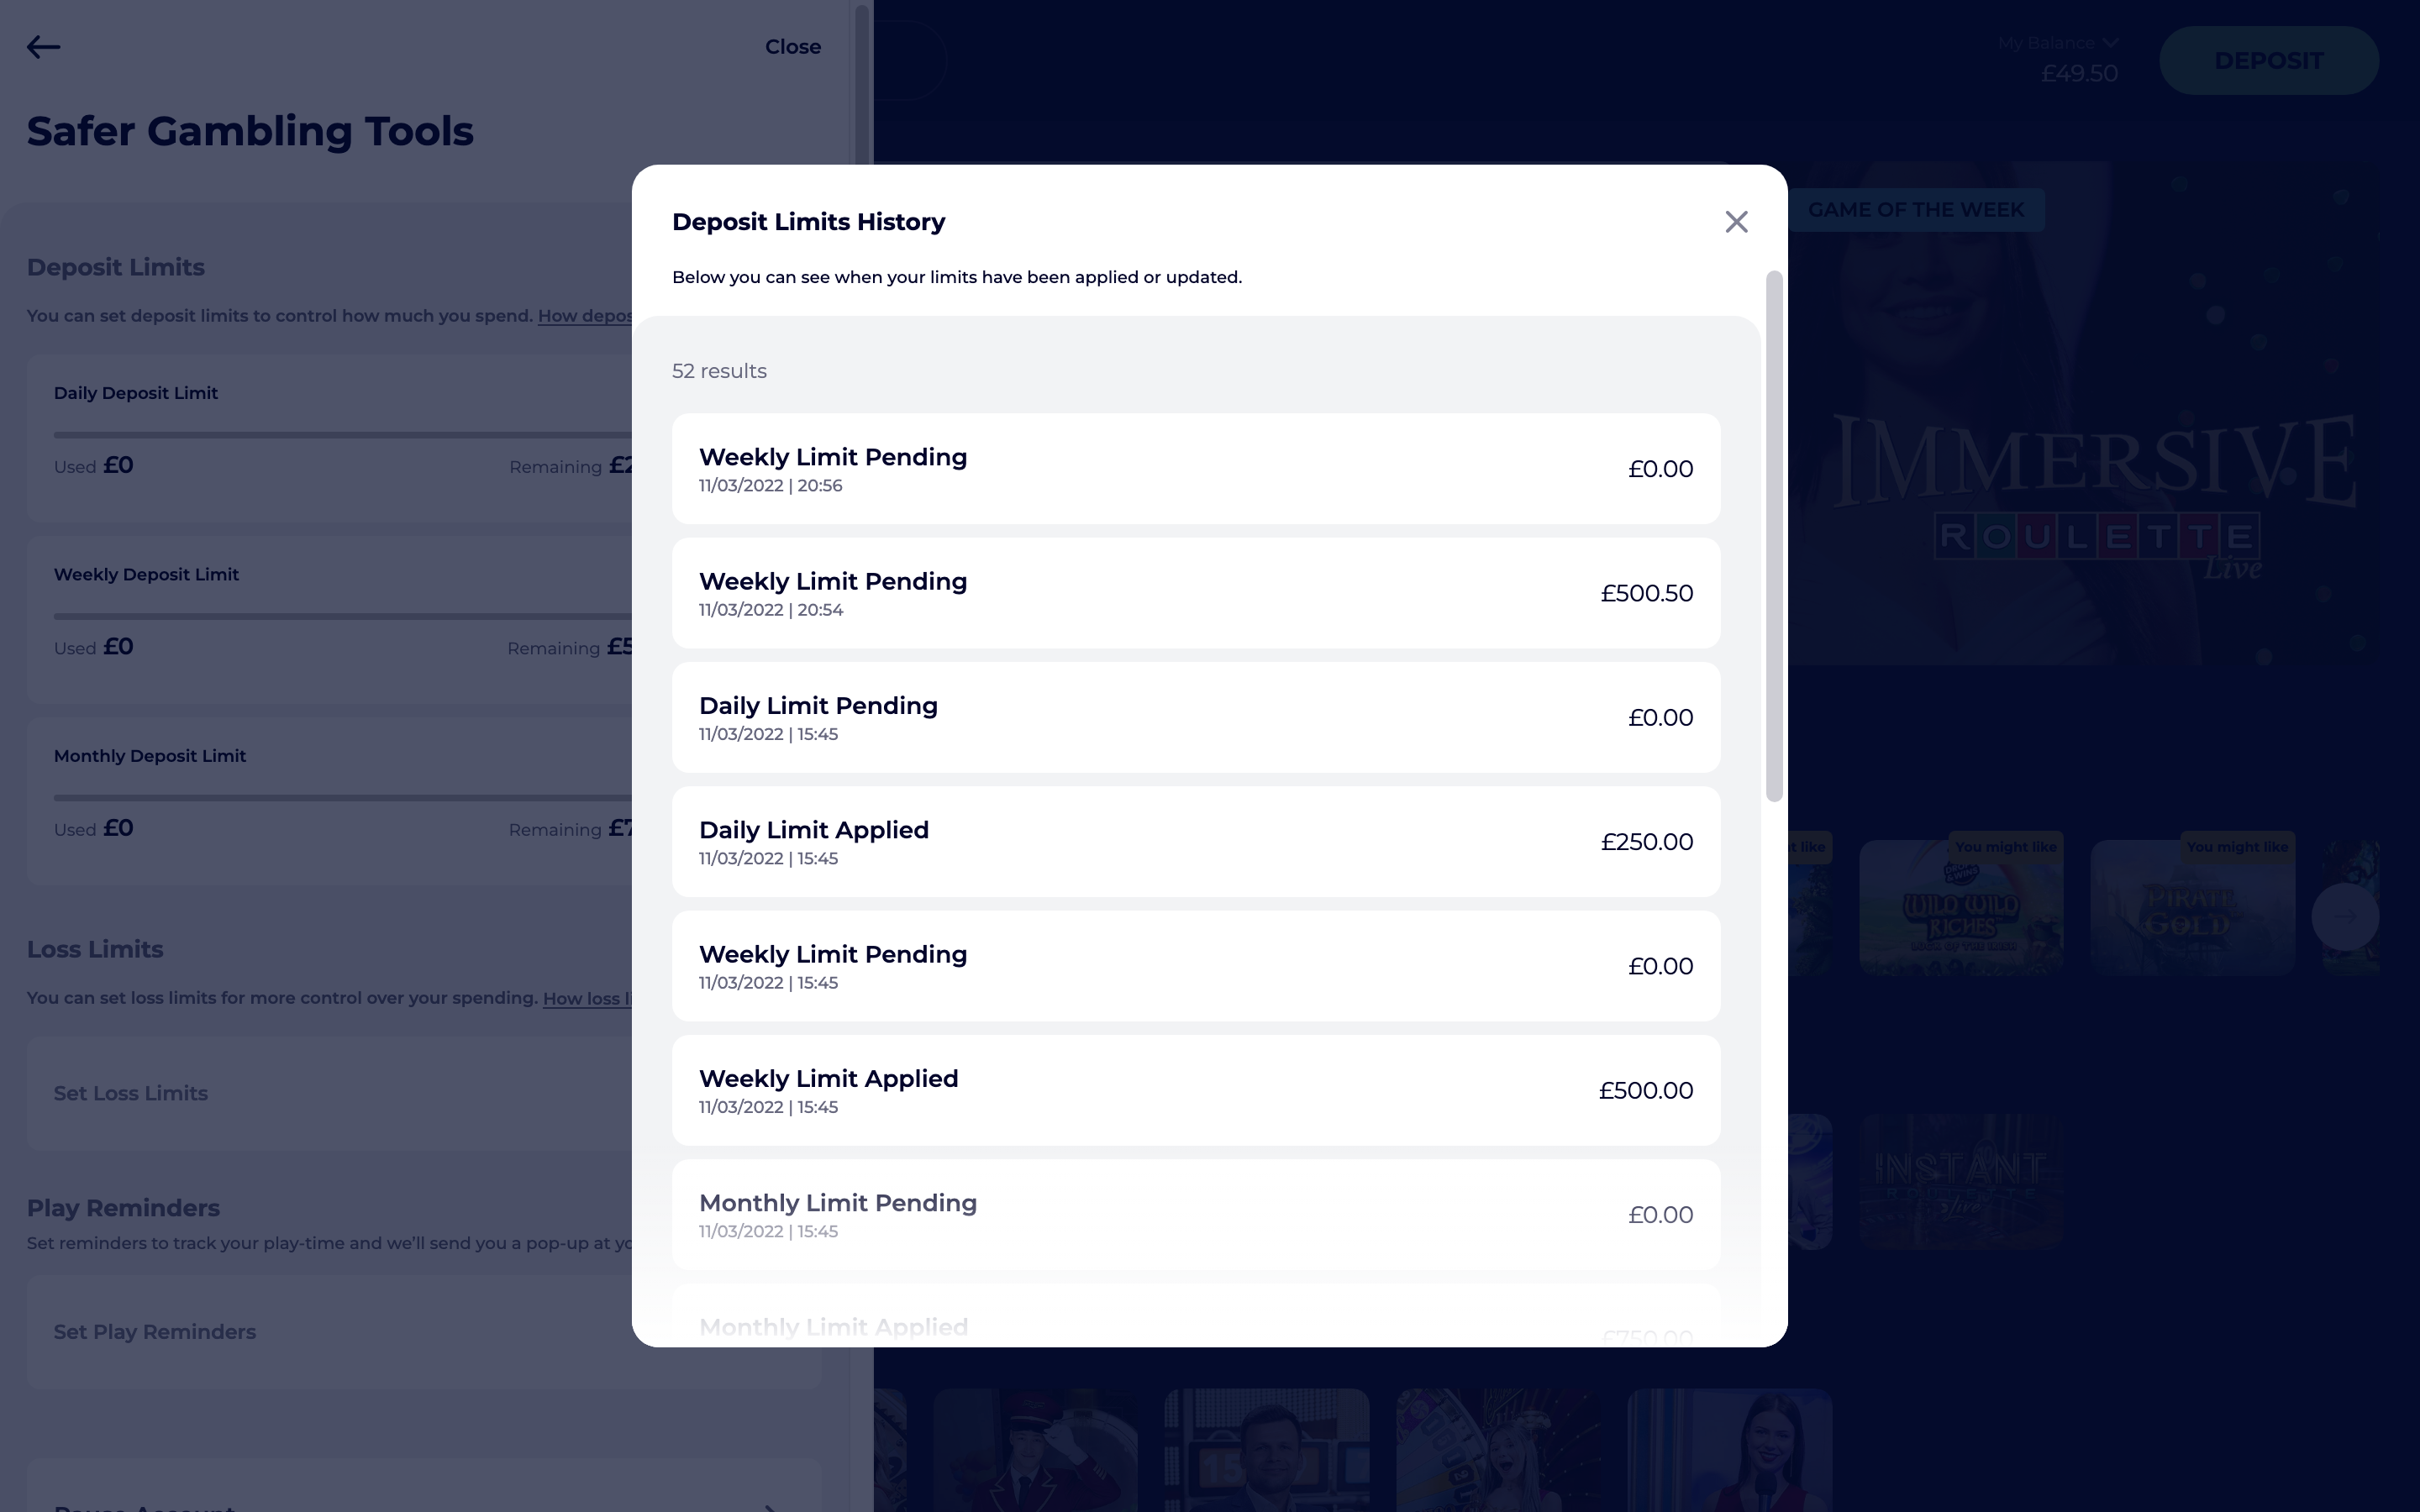 Close
Safer Gambling Tools
Deposit Limits
You can set deposit limits to control how much you spend. How
Daily Deposit Limit
Used £0
Remaining
Weekly Deposit Limit
Used £0
Remaining
Monthly Deposit Limit
Used £0
Remaining
Loss Limits
You can set loss limits for more control over your spending. How loss
Set Loss Limits
Play Reminders
Set reminders to track your play-time and we'll send you a pop-up at
Set Play Reminders
Pause Account
My Balance
£49.50
DEPOSIT
Deposit Limits History
Below you can see when your limits have been applied or updated.
52 results
Weekly Limit Pending
11/03/2022 | 20:56
£0.00
Weekly Limit Pending
11/03/2022 | 20:54
£500.50
Daily Limit Pending
11/03/2022 | 15:45
£0.00
Daily Limit Applied
11/03/2022 | 15:45
£250.00
Weekly Limit Pending
11/03/2022 | 15:45
£0.00
Weekly Limit Applied
11/03/2022 | 15:45
£500.00
Monthly Limit Pending
11/03/2022 | 15:45
£0.00
Monthly Limit Applied
£750.00
GAME OF THE WEEK
IMMERSIVE
ROULETTE
Live
like
You might like
WILD WILD
RICHES
You might like
PIRATE
GOLD
INSTANT
ROULETTE
Live